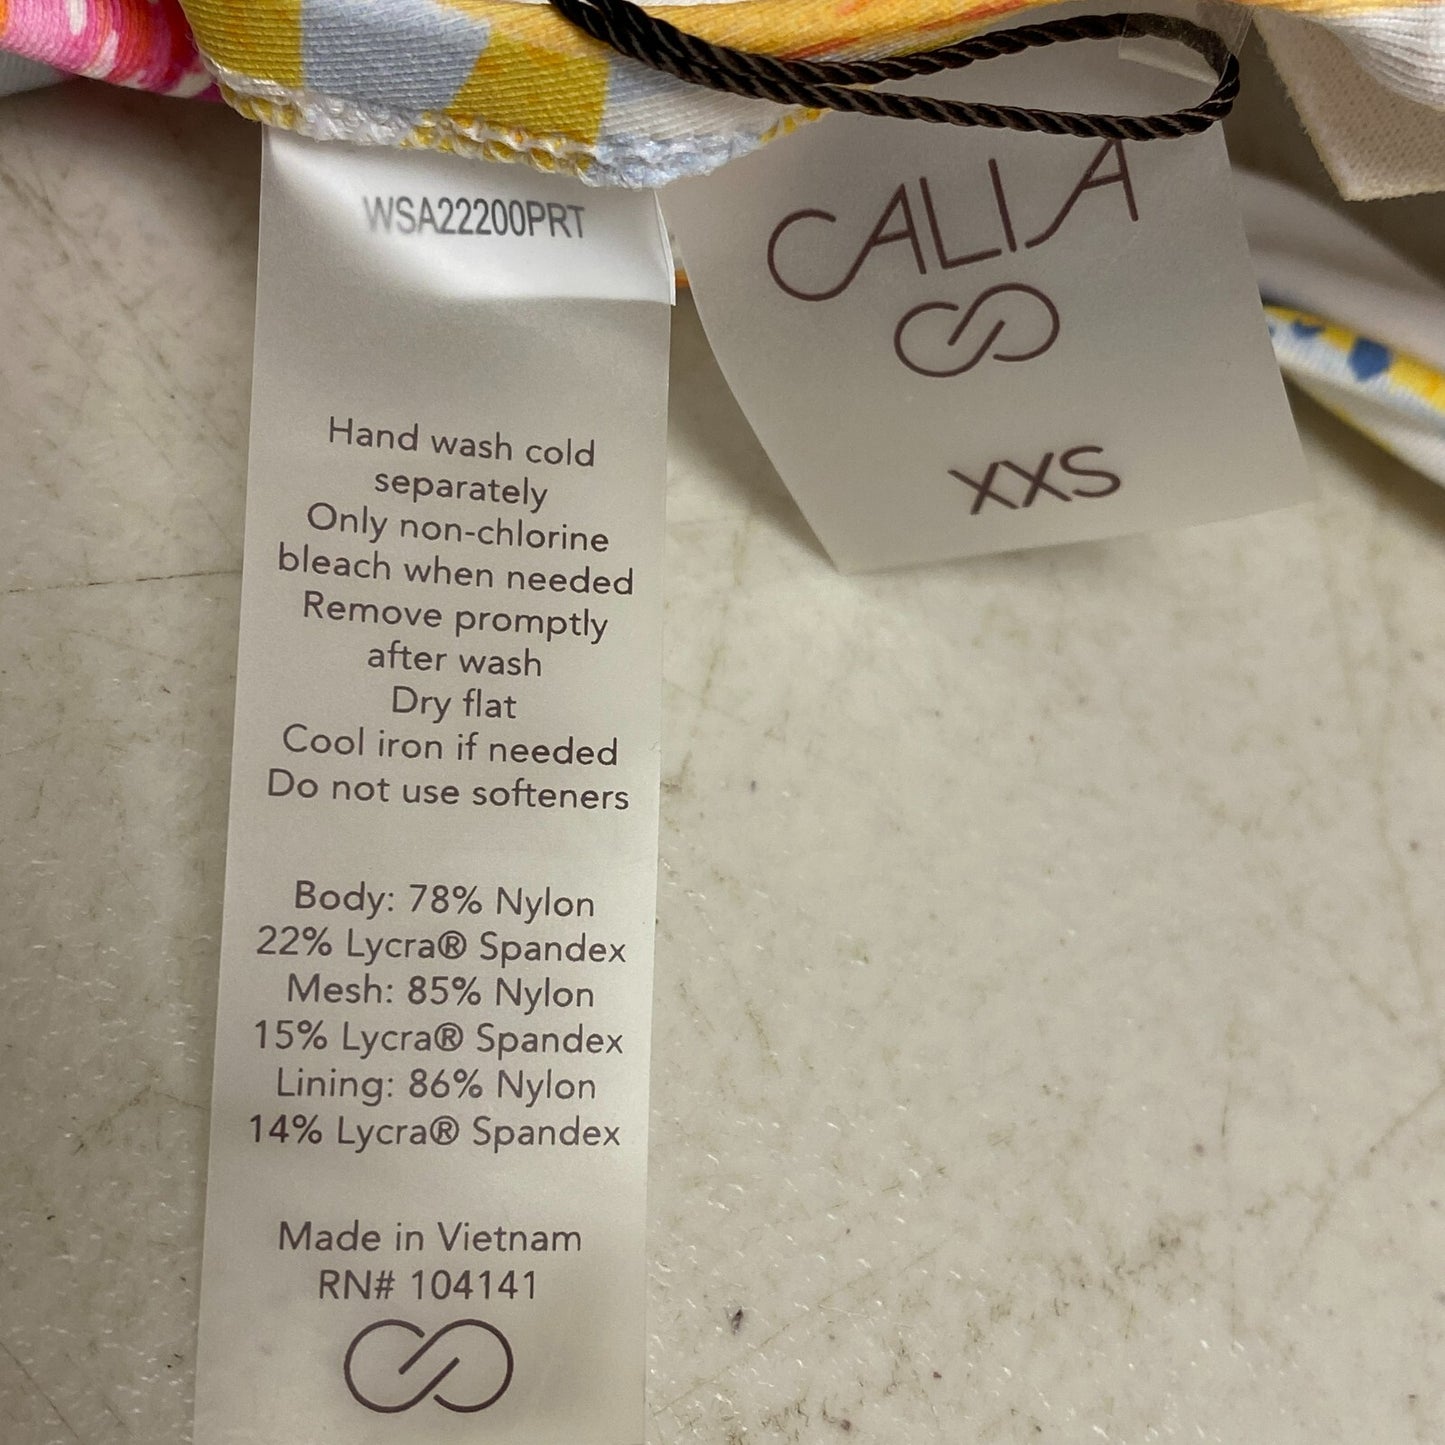 WSA22200PRT
Hand wash cold
separately
Only non-chlorine
bleach when needed
Remove promptly
after wash
Dry flat
Cool iron if needed
Do not use softeners
Body: 78% Nylon
22% Lycra® Spandex
Mesh: 85% Nylon
15% Lycra® Spandex
Lining: 86% Nylon
14% Lycra® Spandex
Made in Vietnam
RN# 104141
CALIA
XXS